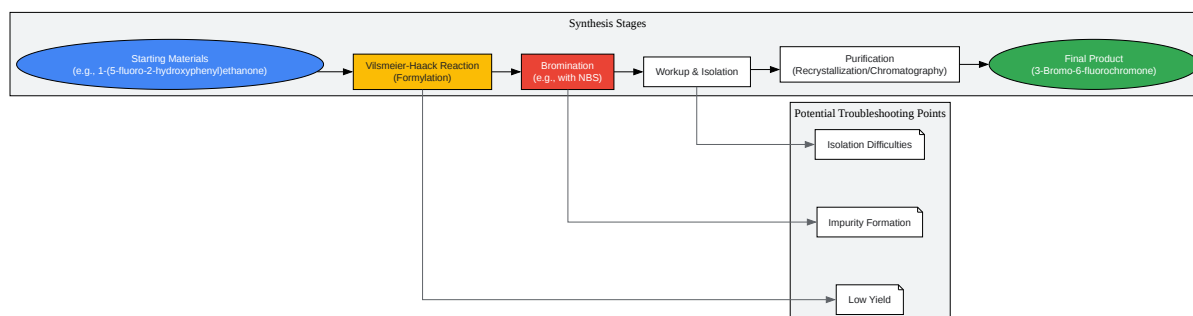 Synthesis Stages
Starting Materials
(e.g., 1-(5-fluoro-2-hydroxyphenyl)ethanone)
Vilsmeier-Haack Reaction
(Formylation)
Bromination
(e.g., with NBS)
Workup & Isolation
Purification
(Recrystallization/Chromatography)
Final Product
(3-Bromo-6-fluorochromone)
Potential Troubleshooting Points
Isolation Difficulties
Impurity Formation
Low Yield